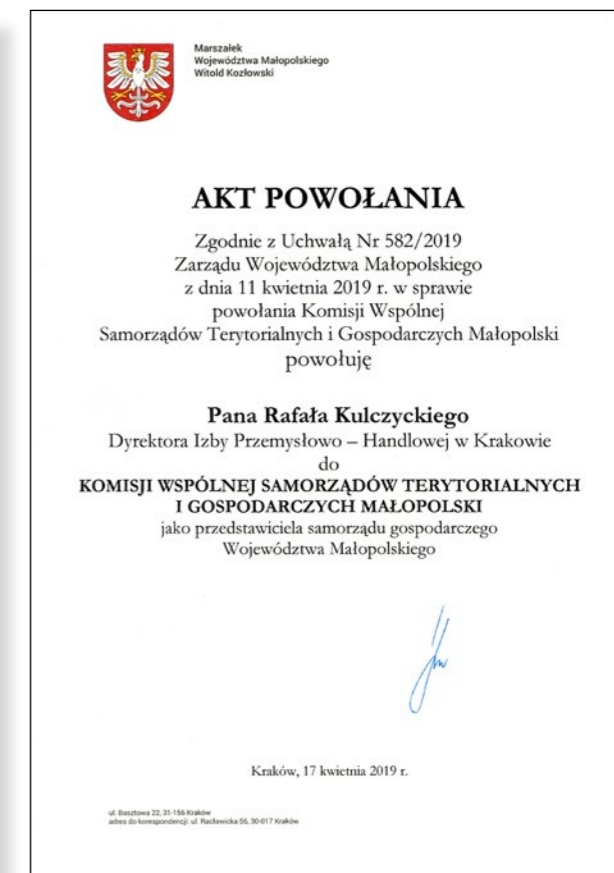 Marszałek
Województwa Małopolskiego
Witold Kozłowski
AKT POWOŁANIA
Zgodnie z Uchwałą Nr 582/2019
Zarządu Województwa Małopolskiego
z dnia 11 kwietnia 2019 r. w sprawie
powołania Komisji Wspólnej
Samorządów Terytorialnych i Gospodarczych Małopolski
powołuję
Pana Rafała Kulczyckiego
Dyrektora Izby Przemysłowo – Handlowej w Krakowie
do
KOMISJI WSPÓLNEJ SAMORZĄDÓW TERYTORIALNYCH
I GOSPODARCZYCH MAŁOPOLSKI
jako przedstawiciela samorządu gospodarczego
Województwa Małopolskiego
Kraków, 17 kwietnia 2019 r.
ul. Basztowa 22, 31-156 Kraków
adres do korespondencji: ul. Racławicka 56, 30-017 Kraków